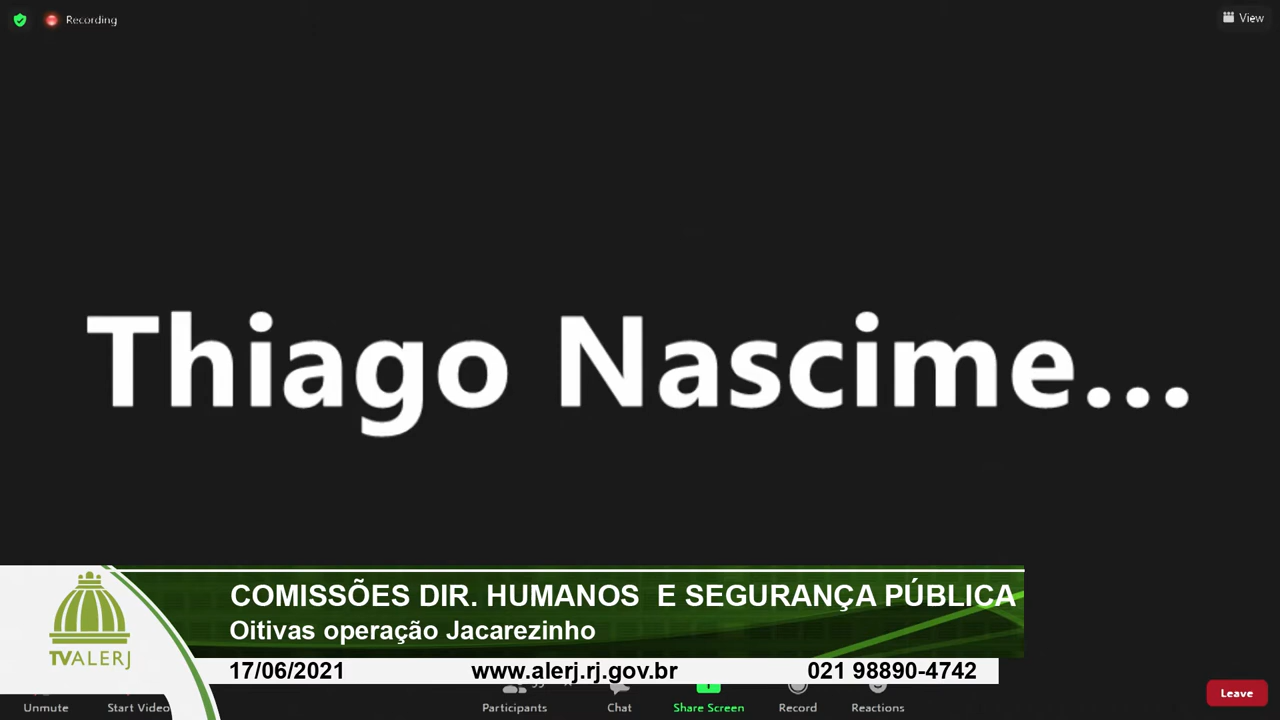 Recording
View
Thiago Nascime...
COMISSÕES DIR. HUMANOS E SEGURANÇA PÚBLICA
Oitivas operação Jacarezinho
TVALERJ
17/06/2021 www.alerj.rj.gov.br 021 98890-4742
Unmute Start Video Participants Chat Share Screen Record Reactions Leave